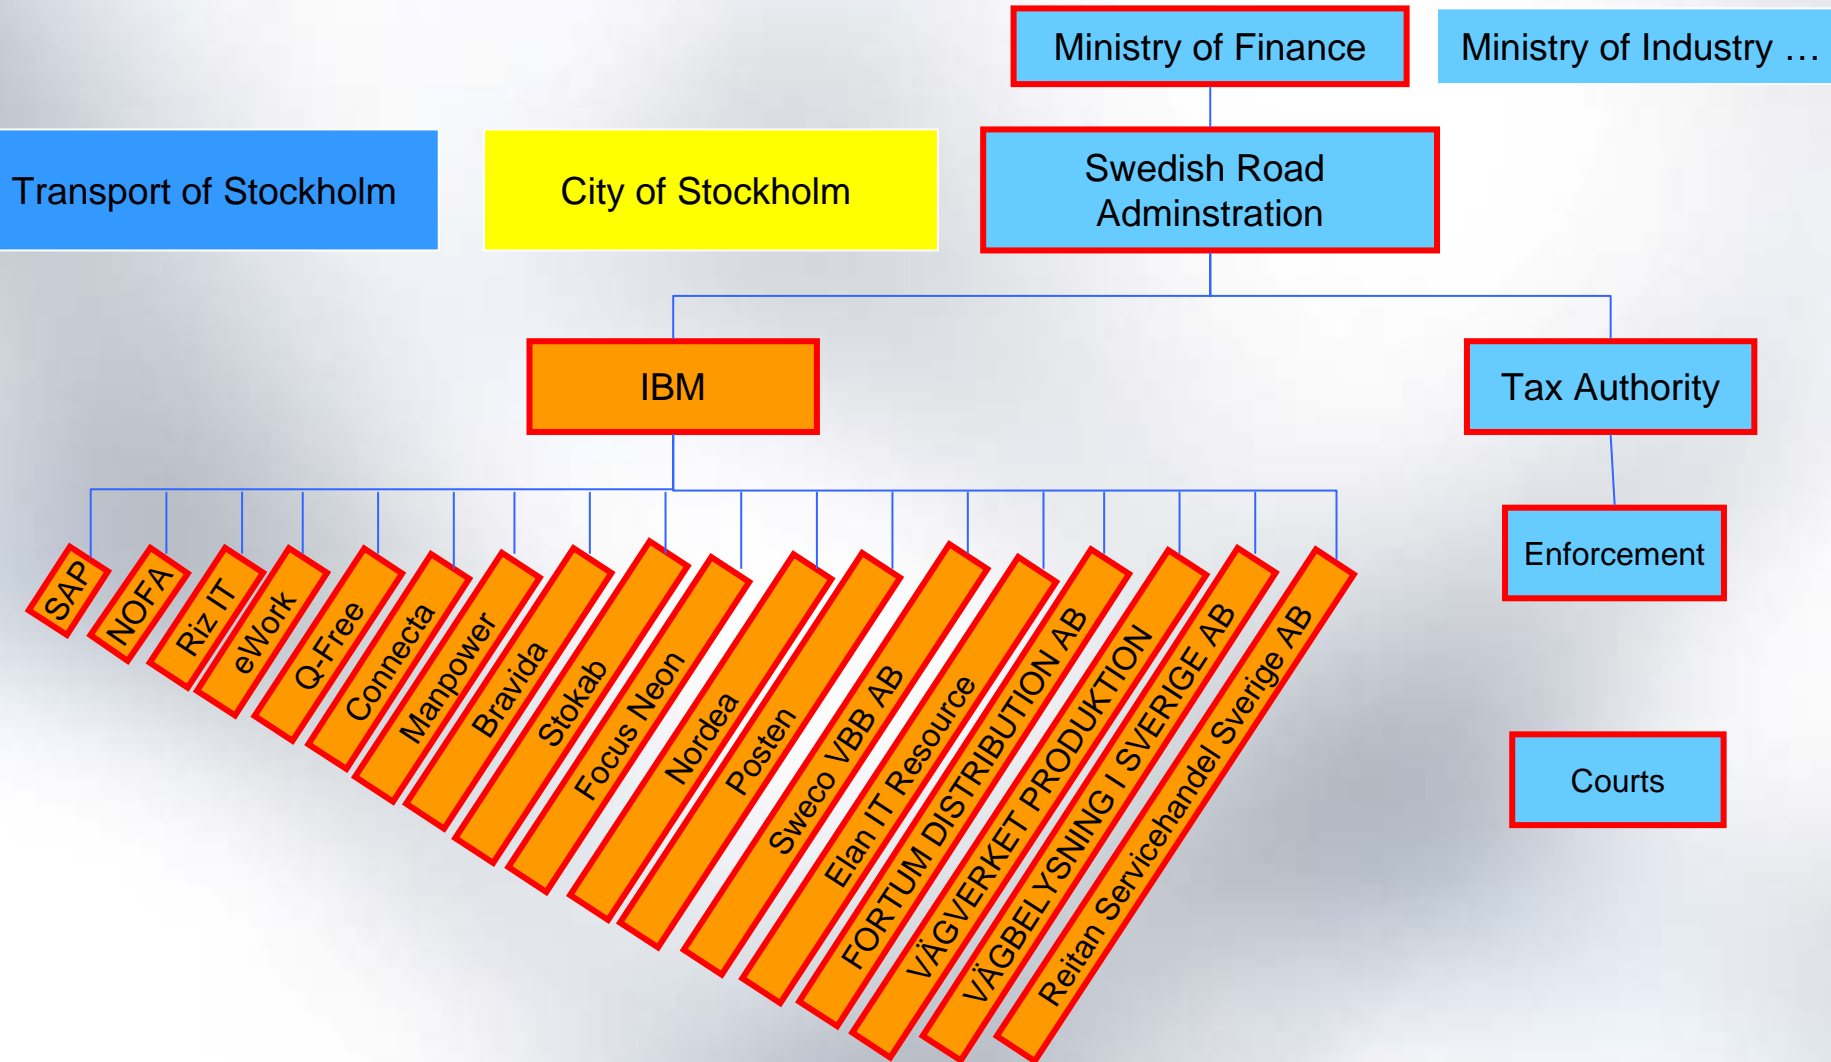 Ministry of Finance
Ministry of Industry …
Transport of Stockholm
City of Stockholm
Swedish Road
Adminstration
IBM
Tax Authority
Enforcement
Courts
SAP
NOFA
Riz IT
eWork
Q-Free
Connecta
Manpower
Bravida
Stokab
Focus Neon
Nordea
Posten
Sweco VBB AB
Elan IT Resource
FORTUM DISTRIBUTION AB
VÄGVERKET PRODUKTION
VÄGBELYSNING I SVERIGE AB
Reitan Servicehandel Sverige AB